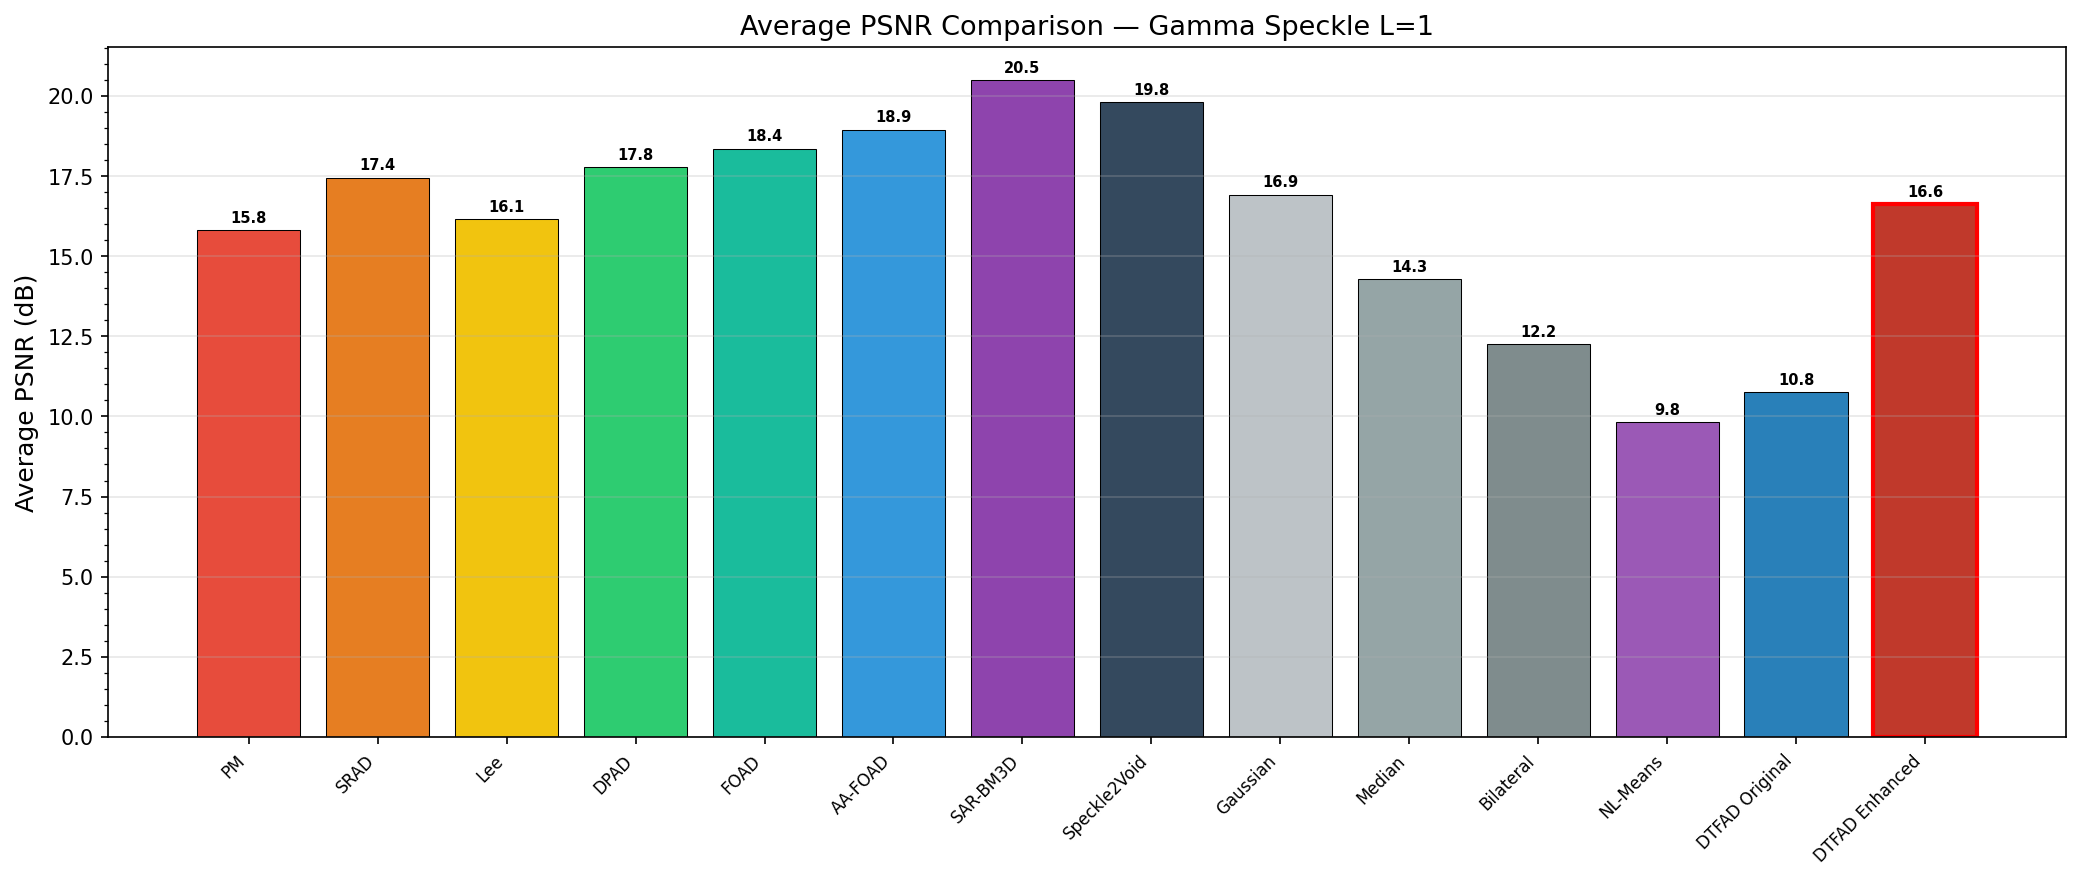 Average PSNR Comparison — Gamma Speckle L=1
Average PSNR (dB)
20.0
17.5
15.0
12.5
10.0
7.5
5.0
2.5
0.0
15.8
17.4
16.1
17.8
18.4
18.9
20.5
19.8
16.9
14.3
12.2
9.8
10.8
16.6
PM
SRAD
Lee
DPAD
FOAD
AA-FOAD
SAR-BM3D
Speckle2Void
Gaussian
Median
Bilateral
NL-Means
DTFAD Original
DTFAD Enhanced